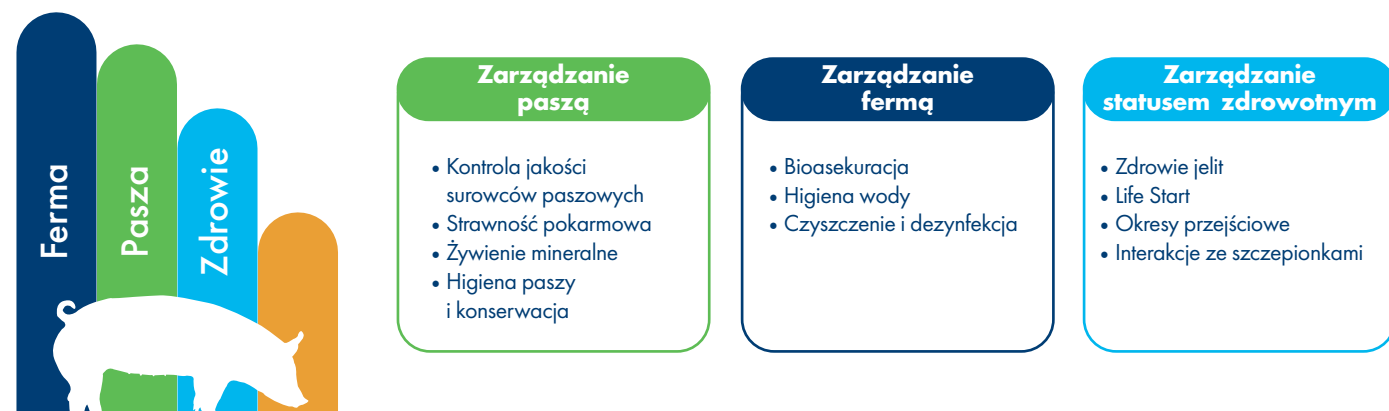 Ferma
Pasza
Zdrowie
Zarządzanie
paszą
• Kontrola jakości
surowców paszowych
• Strawność pokarmowa
• Żywienie mineralne
• Higiena paszy
i konserwacja
Zarządzanie
fermą
• Bioasekuracja
• Higiena wody
• Czyszczenie i dezynfekcja
Zarządzanie
statusem zdrowotnym
• Zdrowie jelit
• Life Start
• Okresy przejściowe
• Interakcje ze szczepionkami